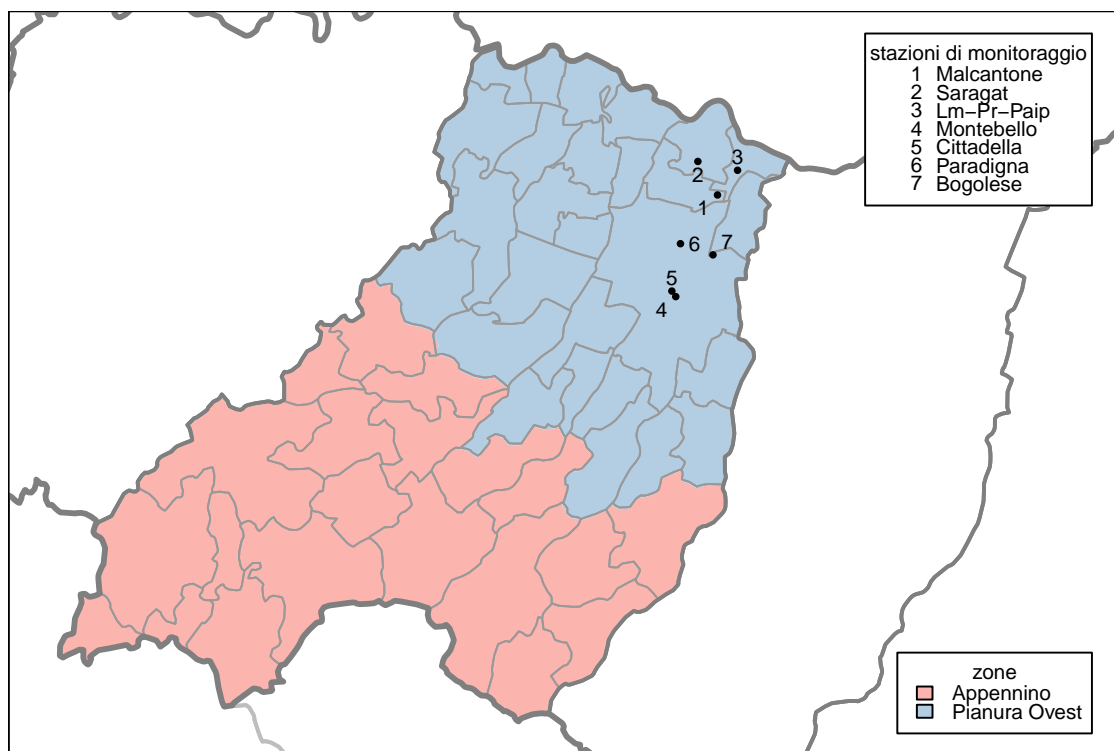 stazioni di monitoraggio
1 Malcantone
2 Saragat
3 Lm−Pr−Paip
4 Montebello
5 Cittadella
6 Paradigna
7 Bogolese
3
2
1
6
7
5
4
zone
Appennino
Pianura Ovest